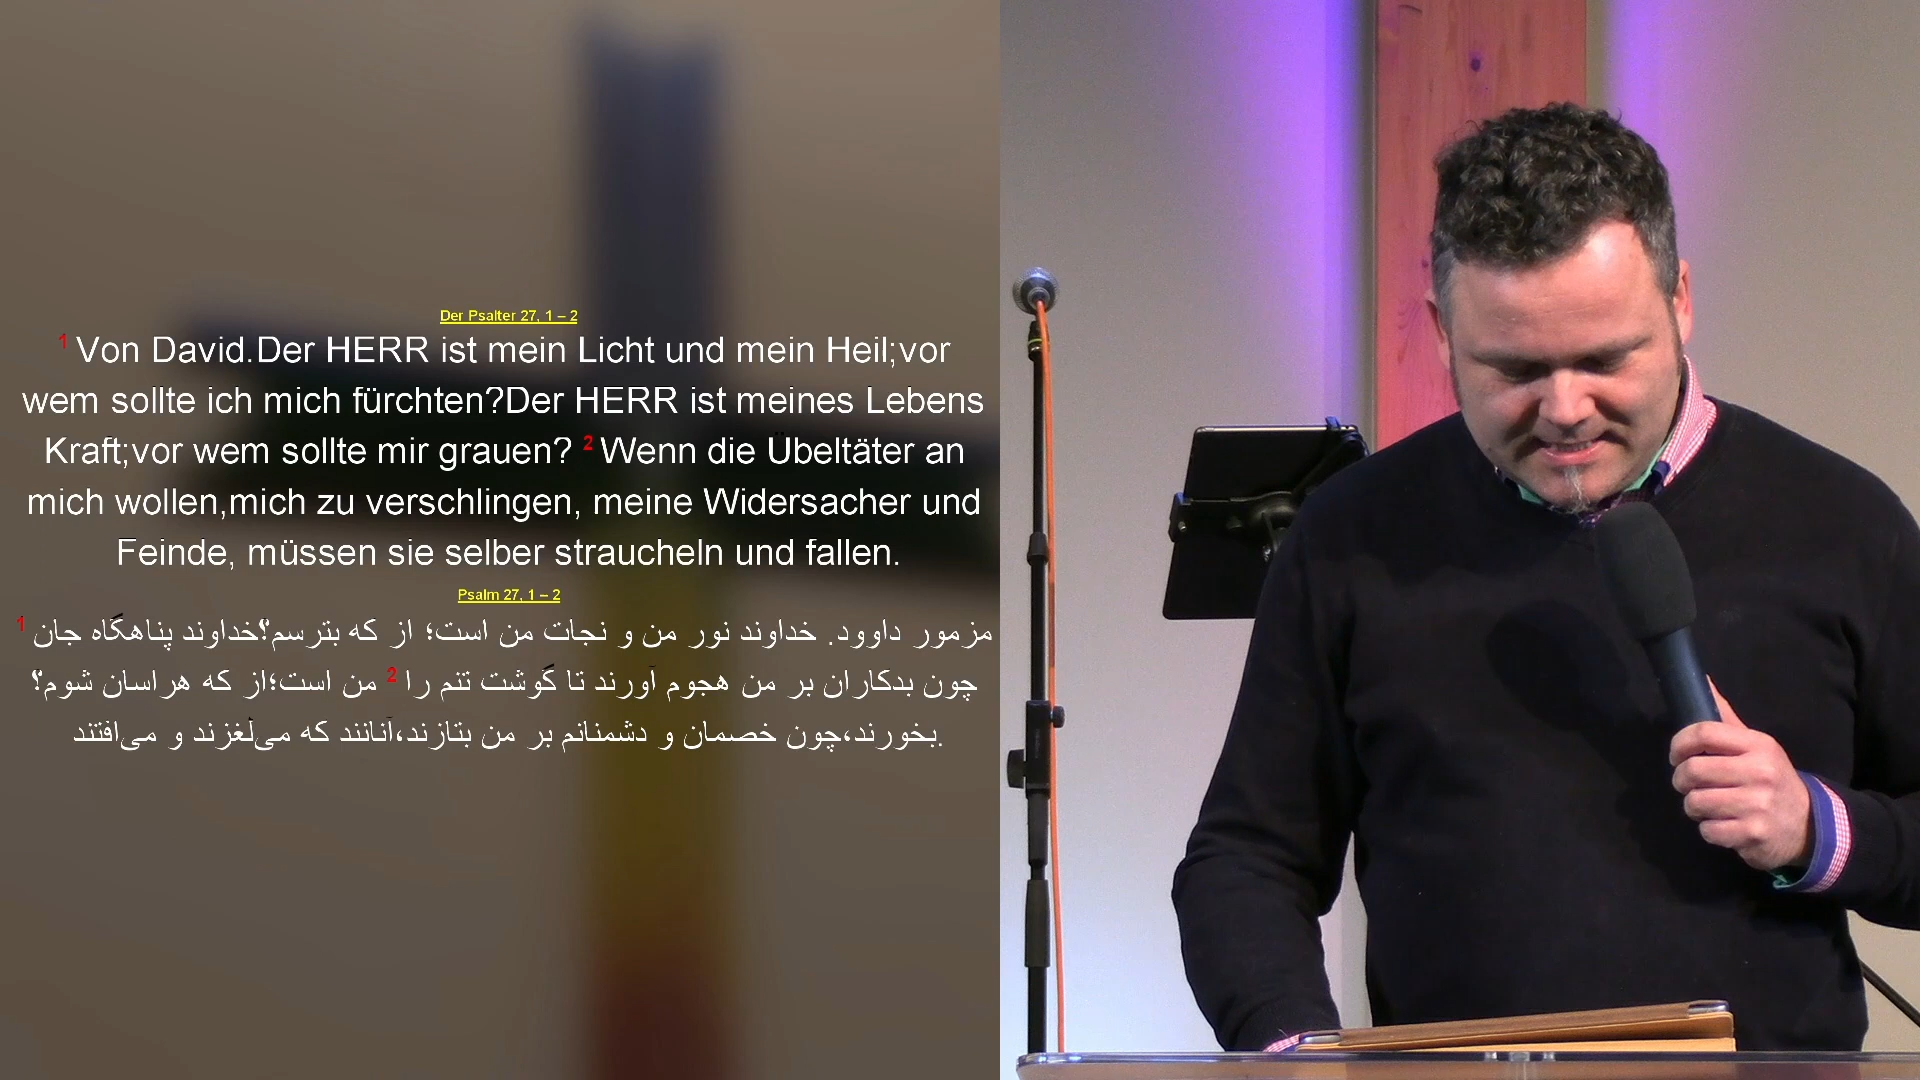 Der Psalter 27, 1 – 2
1 Von David.Der HERR ist mein Licht und mein Heil;vor
wem sollte ich mich fürchten?Der HERR ist meines Lebens
Kraft;vor wem sollte mir grauen? 2 Wenn die Übeltäter an
mich wollen,mich zu verschlingen, meine Widersacher und
Feinde, müssen sie selber straucheln und fallen.
Psalm 27, 1 – 2
1 مزمور داوود. خداوند نور من و نجات من است؛ از که بترسم؟خداوند پناهگاه جان
من است؛از که هراسان شوم؟ 2 چون بدکاران بر من هجوم آورند تا گوشت تنم را
بخورند،چون خصمان و دشمنانم بر من بتازند،آنانند که می‌لغزند و می‌افتند.